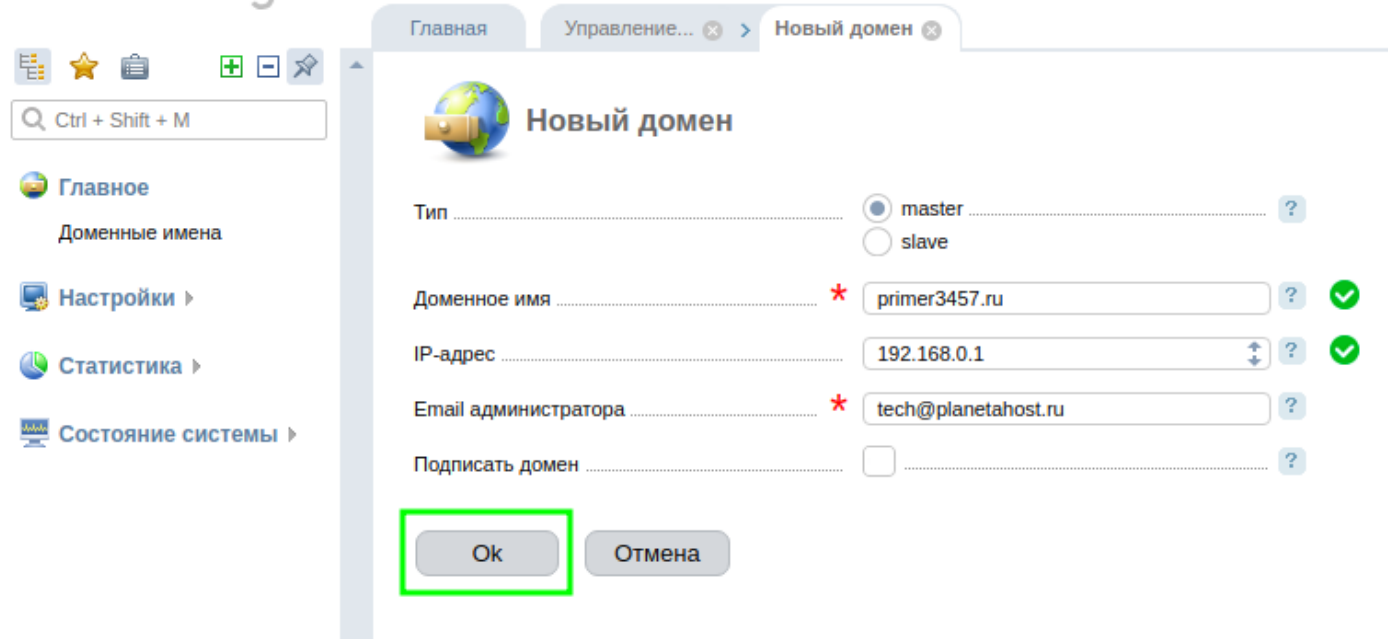 Главная
Управление...
Новый домен
Ctrl + Shift + M
Новый домен
Главное
Доменные имена
Настройки
Статистика
Состояние системы
Тип
master
?
slave
Доменное имя
*
primer3457.ru
?
IP-адрес
192.168.0.1
?
Email администратора
*
tech@planetahost.ru
?
Подписать домен
?
Ok
Отмена